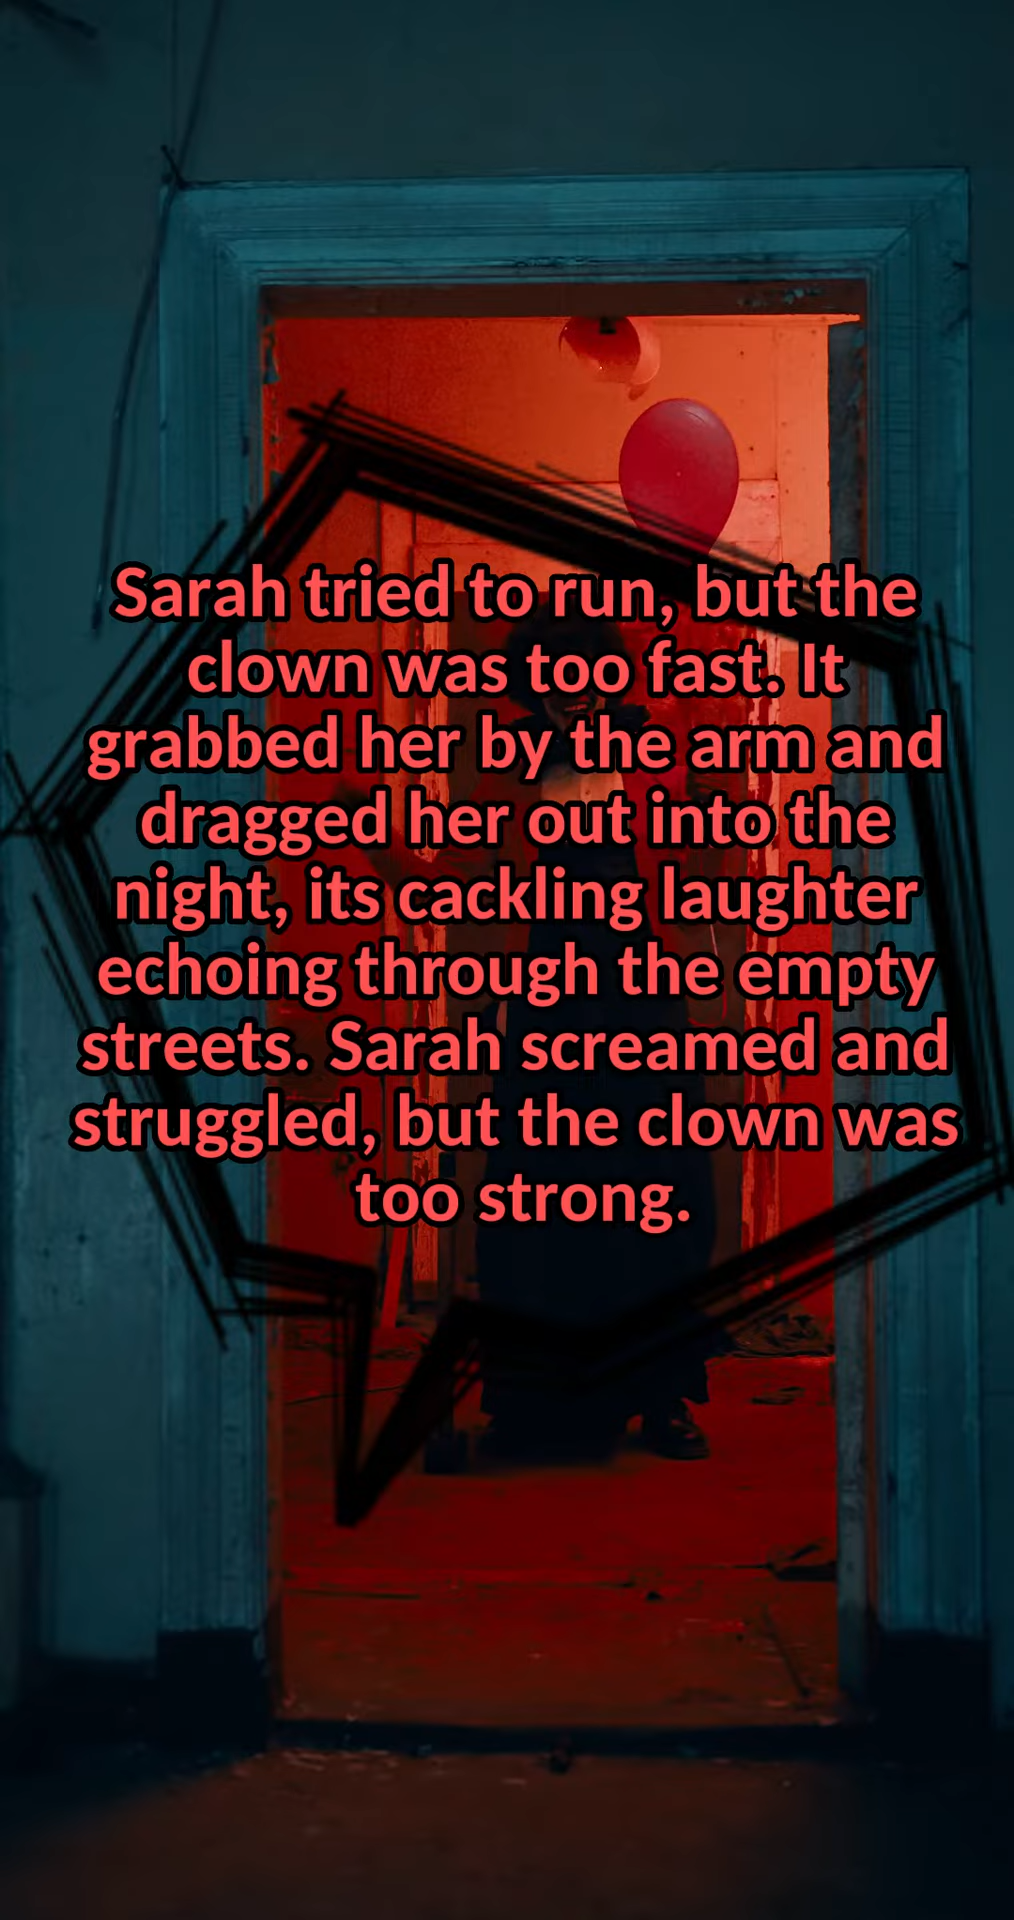 Sarah tried to run, but the
clown was too fast. It
grabbed her by the arm and
dragged her out into the
night, its cackling laughter
echoing through the empty
streets. Sarah screamed and
struggled, but the clown was
too strong.